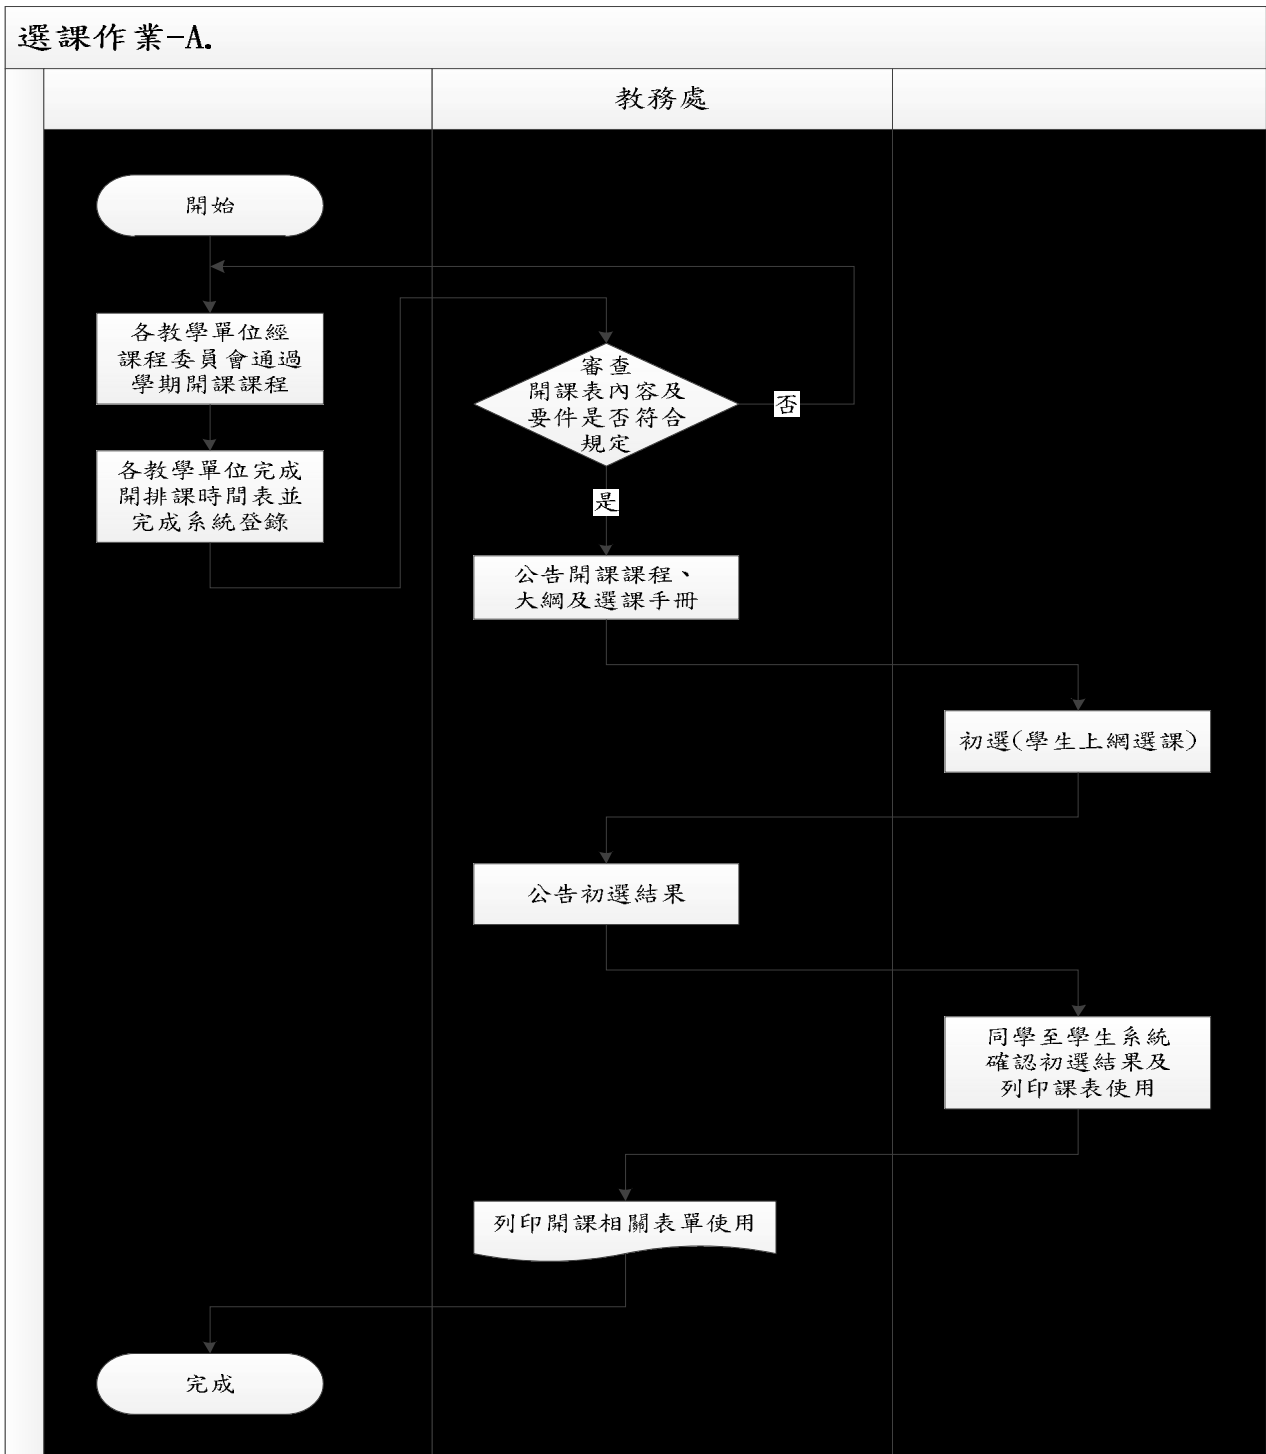 選課作業-A.
教務處
開始
各教學單位經
課程委員會通過
學期開課課程
審查
開課表內容及
要件是否符合
規定
否
各教學單位完成
開排課時間表並
完成系統登錄
是
公告開課課程、
大綱及選課手冊
初選(學生上網選課)
公告初選結果
同學至學生系統
確認初選結果及
列印課表使用
列印開課相關表單使用
完成